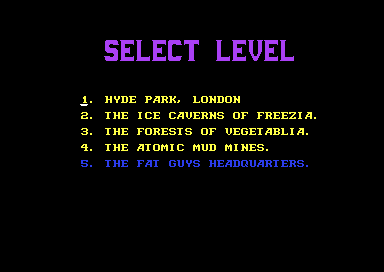 SELECT LEVEL
1. HYDE PARK, LONDON
2. THE ICE CAVERNS OF FREEZIA.
3. THE FORESTS OF VEGETABLIA.
4. THE ATOMIC MUD MINES.
5. THE FAT GUYS HEADQUARTERS.